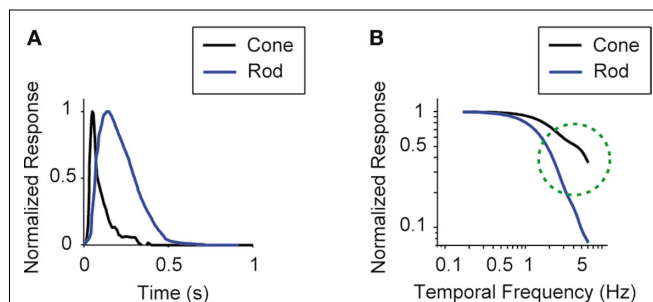 A
Cone
Rod
Normalized Response
1
0.5
0
0
0.5
1
Time (s)
B
Cone
Rod
Normalized Response
1
0.5
0.1
0.1
0.5
1
5
Temporal Frequency (Hz)